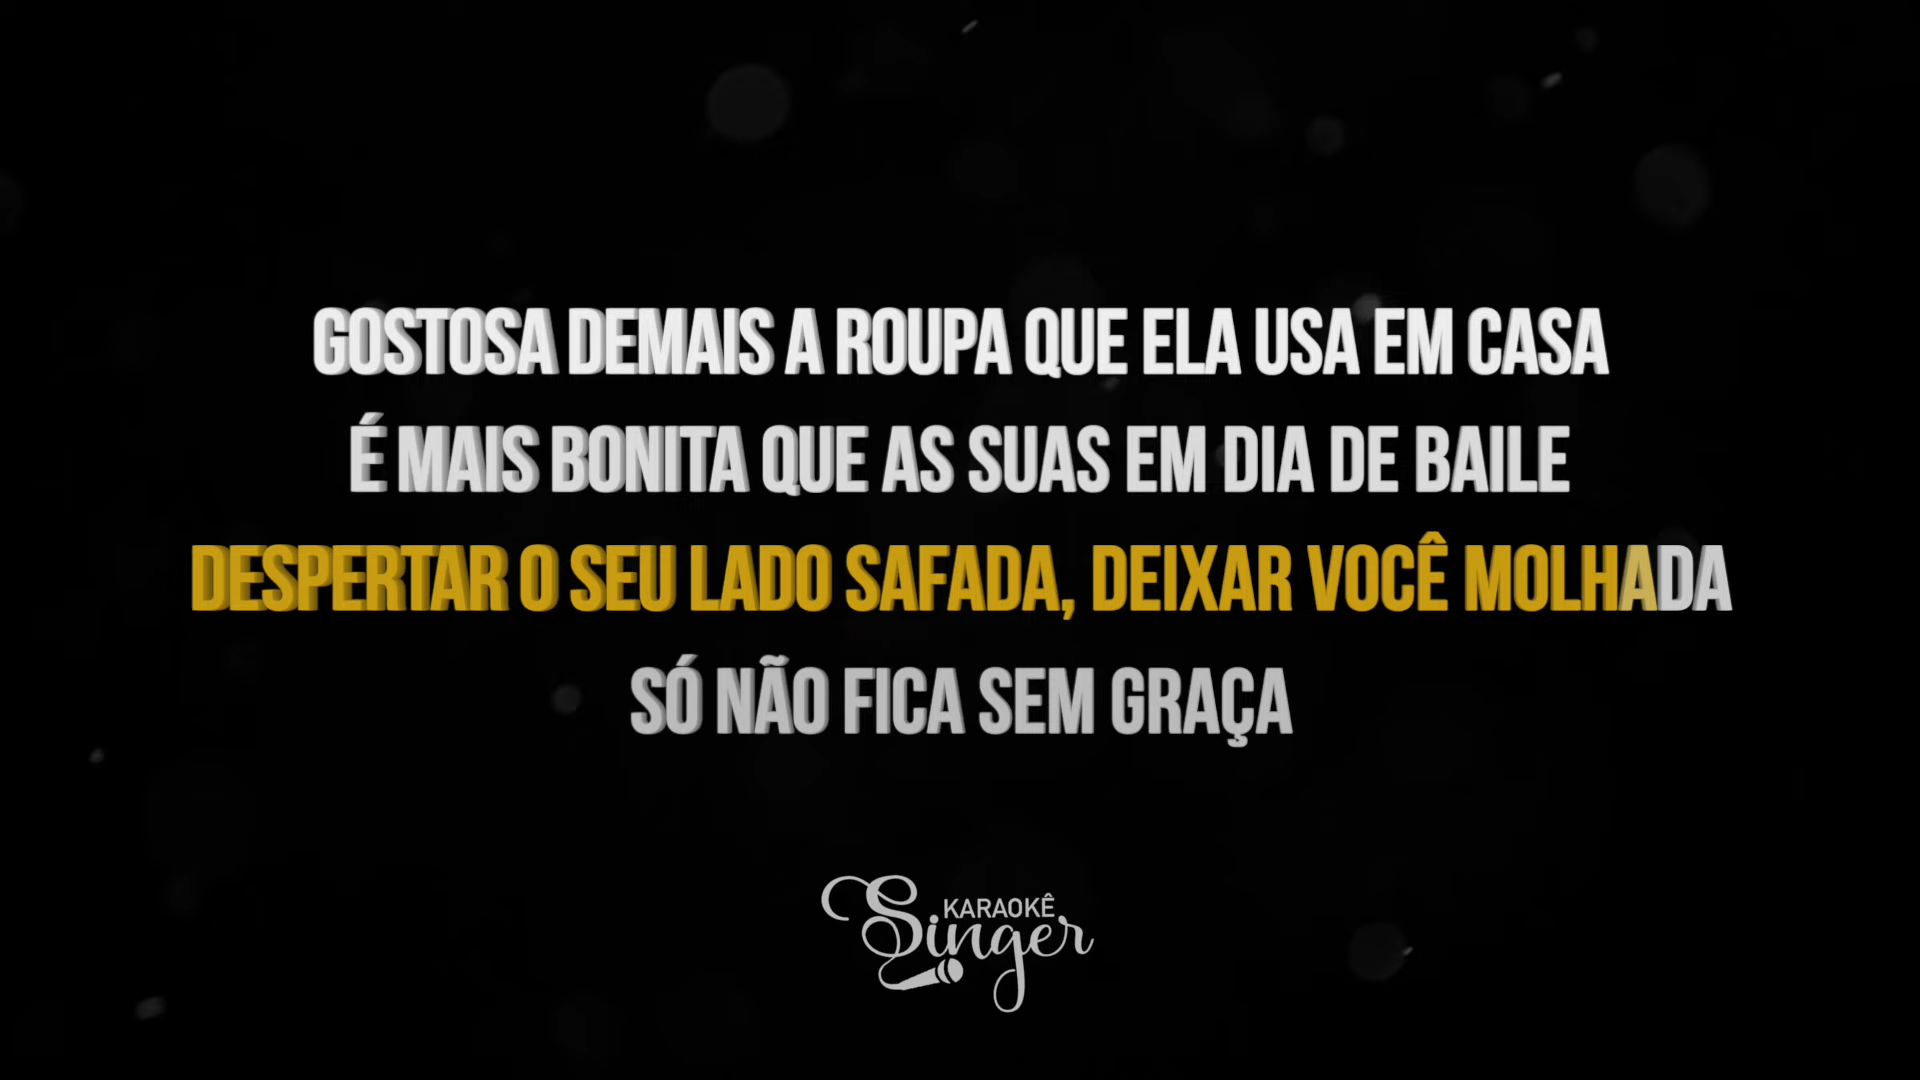 GOSTOSA DEMAIS A ROUPA QUE ELA USA EM CASA
É MAIS BONITA QUE AS SUAS EM DIA DE BAILE
DESPERTAR O SEU LADO SAFADA, DEIXAR VOCÊ MOLHADA
SÓ NÃO FICA SEM GRAÇA
KARAOKÊ
Singer